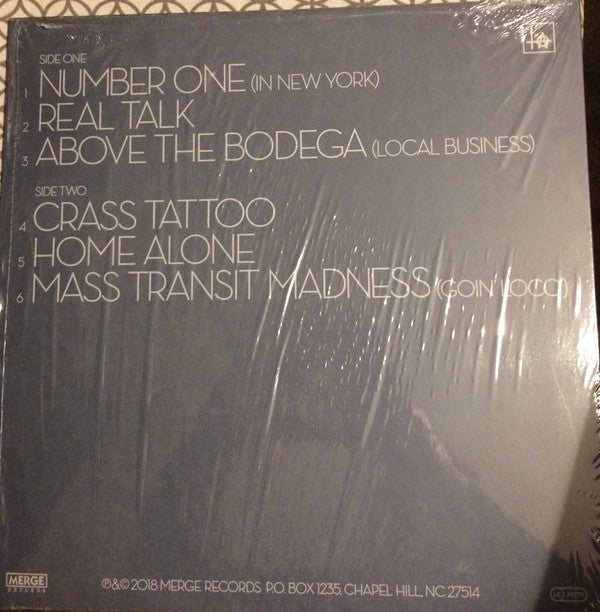 SIDE ONE
1 NUMBER ONE (IN NEW YORK)
2 REAL TALK
3 ABOVE THE BODEGA (LOCAL BUSINESS)
SIDE TWO
4 CRASS TATTOO
5 HOME ALONE
6 MASS TRANSIT MADNESS (GOIN' LOCO)
MERGE
RECORDS
℗&© 2018 MERGE RECORDS P.O. BOX 1235, CHAPEL HILL, NC 27514
LC